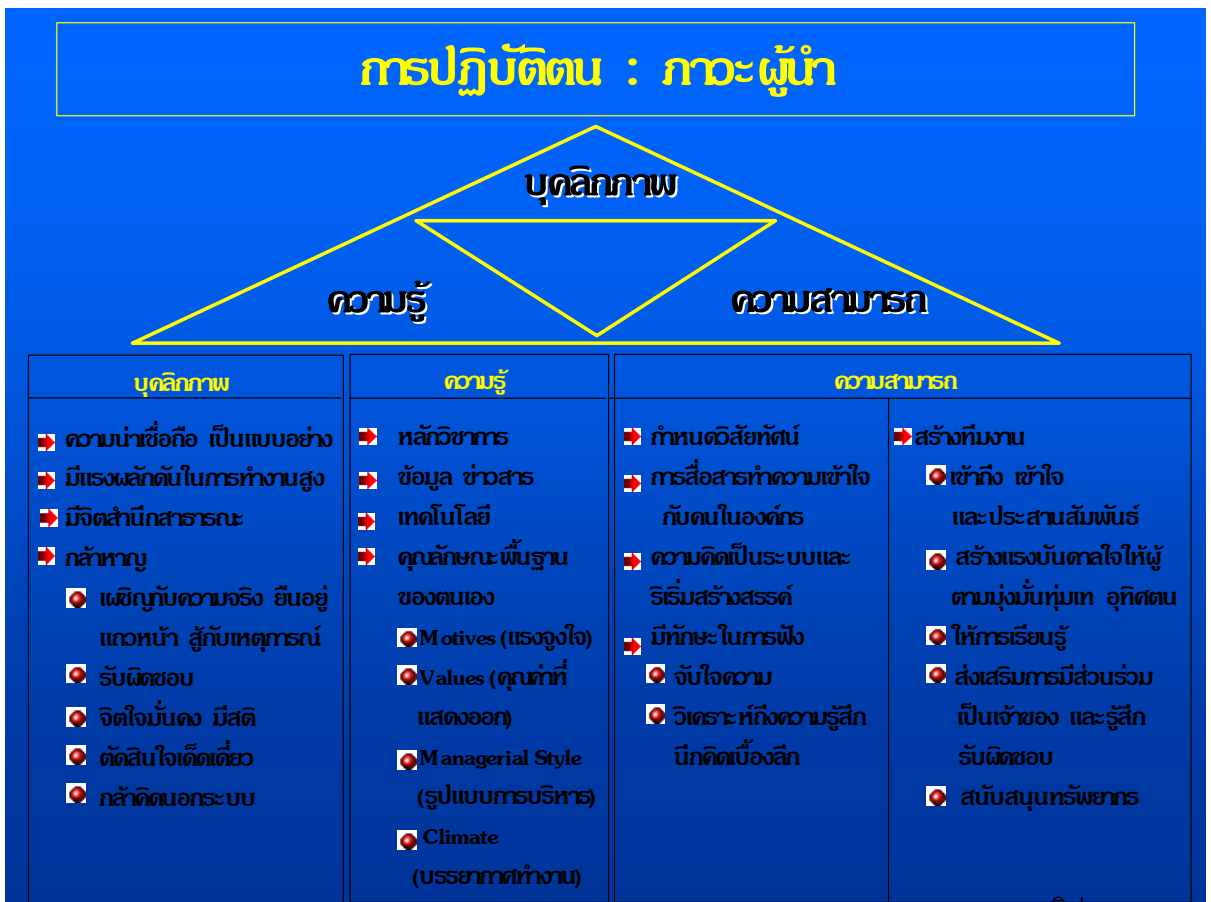 การปฏิบัติตน : ภาวะผู้นำ
บุคลิกภาพ
ความรู้
ความสามารถ
บุคลิกภาพ
ความน่าเชื่อถือ เป็นแบบอย่าง
มีแรงผลักดันในการทำงานสูง
มีจิตสำนึกสาธารณะ
กล้าหาญ
เผชิญกับความจริง ยืนอยู่
แถวหน้า สู้กับเหตุการณ์
รับผิดชอบ
จิตใจมั่นคง มีสติ
ตัดสินใจเด็ดเดี่ยว
กล้าคิดนอกระบบ
ความรู้
หลักวิชาการ
ข้อมูล ข่าวสาร
เทคโนโลยี
คุณลักษณะพื้นฐาน
ของตนเอง
Motives (แรงจูงใจ)
Values (คุณค่าที่
แสดงออก)
Managerial Style
(รูปแบบการบริหาร)
Climate
(บรรยากาศทำงาน)
ความสามารถ
กำหนดวิสัยทัศน์
การสื่อสารทำความเข้าใจ
กับคนในองค์กร
ความคิดเป็นระบบและ
ริเริ่มสร้างสรรค์
มีทักษะในการฟัง
จับใจความ
วิเคราะห์ถึงความรู้สึก
นึกคิดเบื้องลึก
สร้างทีมงาน
เข้าถึง เข้าใจ
และประสานสัมพันธ์
สร้างแรงบันดาลใจให้ผู้
ตามมุ่งมั่นทุ่มเท อุทิศตน
ให้การเรียนรู้
ส่งเสริมการมีส่วนร่วม
เป็นเจ้าของ และรู้สึก
รับผิดชอบ
สนับสนุนทรัพยากร